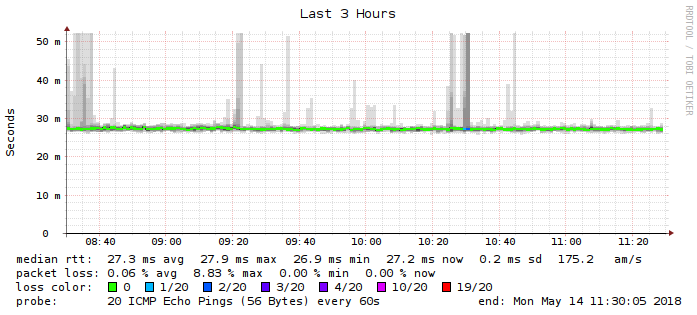 Last 3 Hours
RRDTOOL / TOBI OETIKER
Seconds
50 m
40 m
30 m
20 m
10 m
0
08:40 09:00 09:20 09:40 10:00 10:20 10:40 11:00 11:20
median rtt: 27.3 ms avg 27.9 ms max 26.9 ms min 27.2 ms now 0.2 ms sd 175.2 am/s
packet loss: 0.06 % avg 8.83 % max 0.00 % min 0.00 % now
loss color: 0 1/20 2/20 3/20 4/20 10/20 19/20
probe: 20 ICMP Echo Pings (56 Bytes) every 60s end: Mon May 14 11:30:05 2018